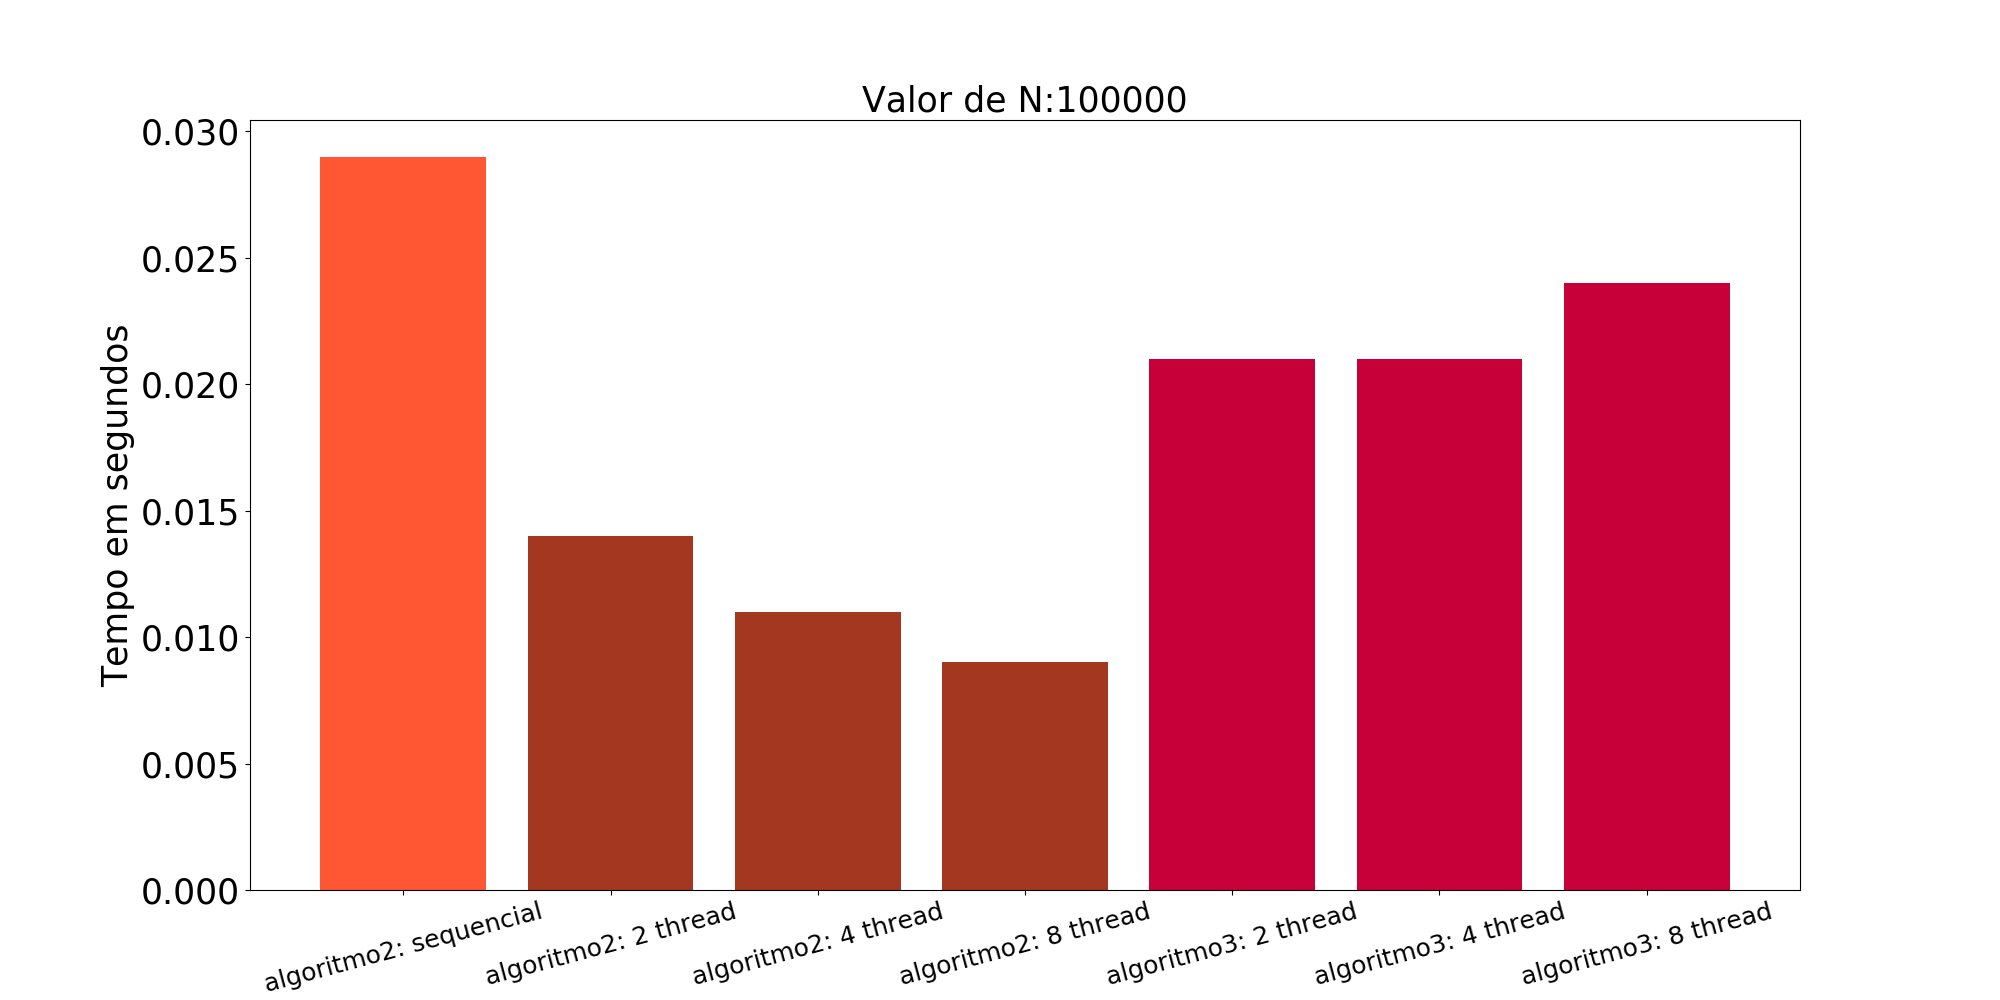 Valor de N:100000
Tempo em segundos
0.030
0.025
0.020
0.015
0.010
0.005
0.000
algoritmo2: sequencial
algoritmo2: 2 thread
algoritmo2: 4 thread
algoritmo2: 8 thread
algoritmo3: 2 thread
algoritmo3: 4 thread
algoritmo3: 8 thread